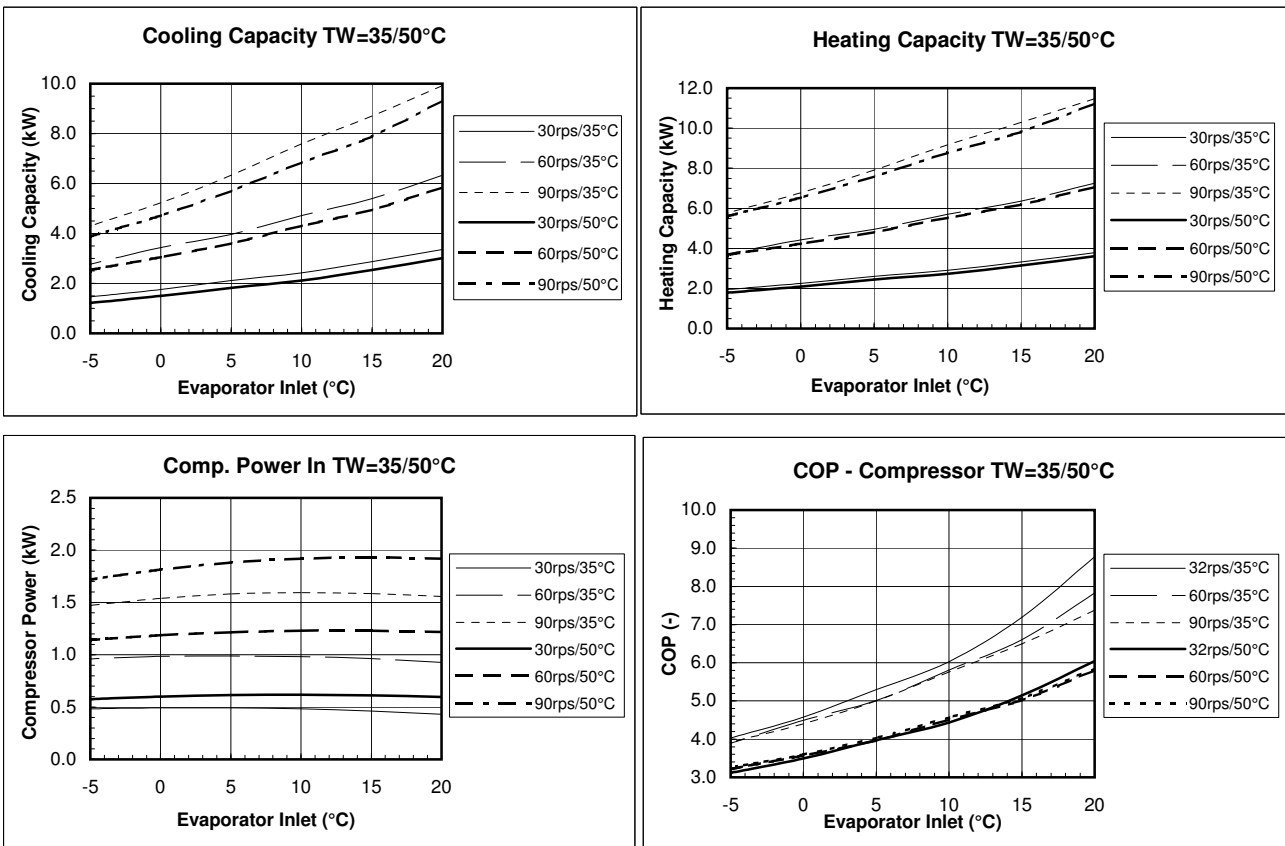 Cooling Capacity TW=35/50°C
Cooling Capacity (kW)
10.0
8.0
6.0
4.0
2.0
0.0
-5 0 5 10 15 20
Evaporator Inlet (°C)
30rps/35°C
60rps/35°C
90rps/35°C
30rps/50°C
60rps/50°C
90rps/50°C
Heating Capacity TW=35/50°C
Heating Capacity (kW)
12.0
10.0
8.0
6.0
4.0
2.0
0.0
-5 0 5 10 15 20
Evaporator Inlet (°C)
30rps/35°C
60rps/35°C
90rps/35°C
30rps/50°C
60rps/50°C
90rps/50°C
Comp. Power In TW=35/50°C
Compressor Power (kW)
2.5
2.0
1.5
1.0
0.5
0.0
-5 0 5 10 15 20
Evaporator Inlet (°C)
30rps/35°C
60rps/35°C
90rps/35°C
30rps/50°C
60rps/50°C
90rps/50°C
COP - Compressor TW=35/50°C
COP (-)
10.0
9.0
8.0
7.0
6.0
5.0
4.0
3.0
-5 0 5 10 15 20
Evaporator Inlet (°C)
32rps/35°C
60rps/35°C
90rps/35°C
32rps/50°C
60rps/50°C
90rps/50°C